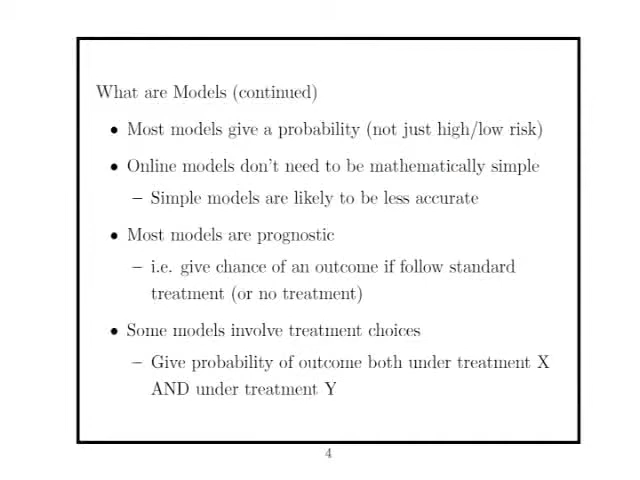 What are Models (continued)
• Most models give a probability (not just high/low risk)
• Online models don't need to be mathematically simple
– Simple models are likely to be less accurate
• Most models are prognostic
– i.e. give chance of an outcome if follow standard
treatment (or no treatment)
• Some models involve treatment choices
– Give probability of outcome both under treatment X
AND under treatment Y
4